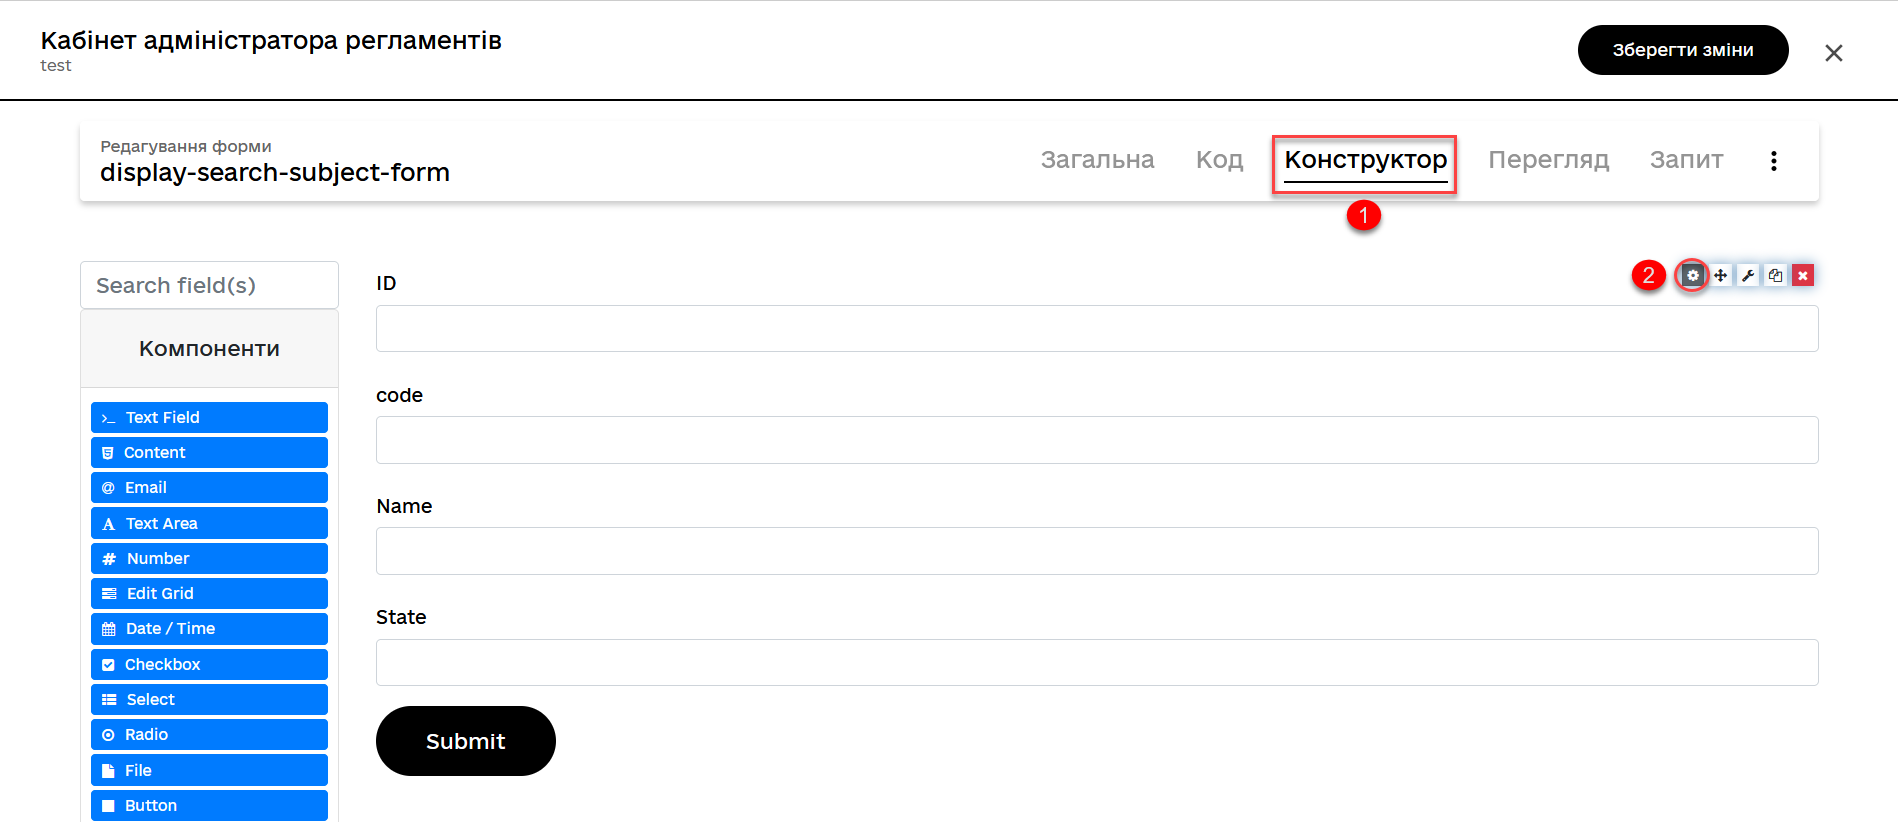 Кабінет адміністратора регламентів
test
Зберегти зміни
Редагування форми
display-search-subject-form
Загальна
Код
Конструктор
Перегляд
Запит
1
Search field(s)
Компоненти
Text Field
Content
Email
Text Area
Number
Edit Grid
Date / Time
Checkbox
Select
Radio
File
Button
ID
2
code
Name
State
Submit